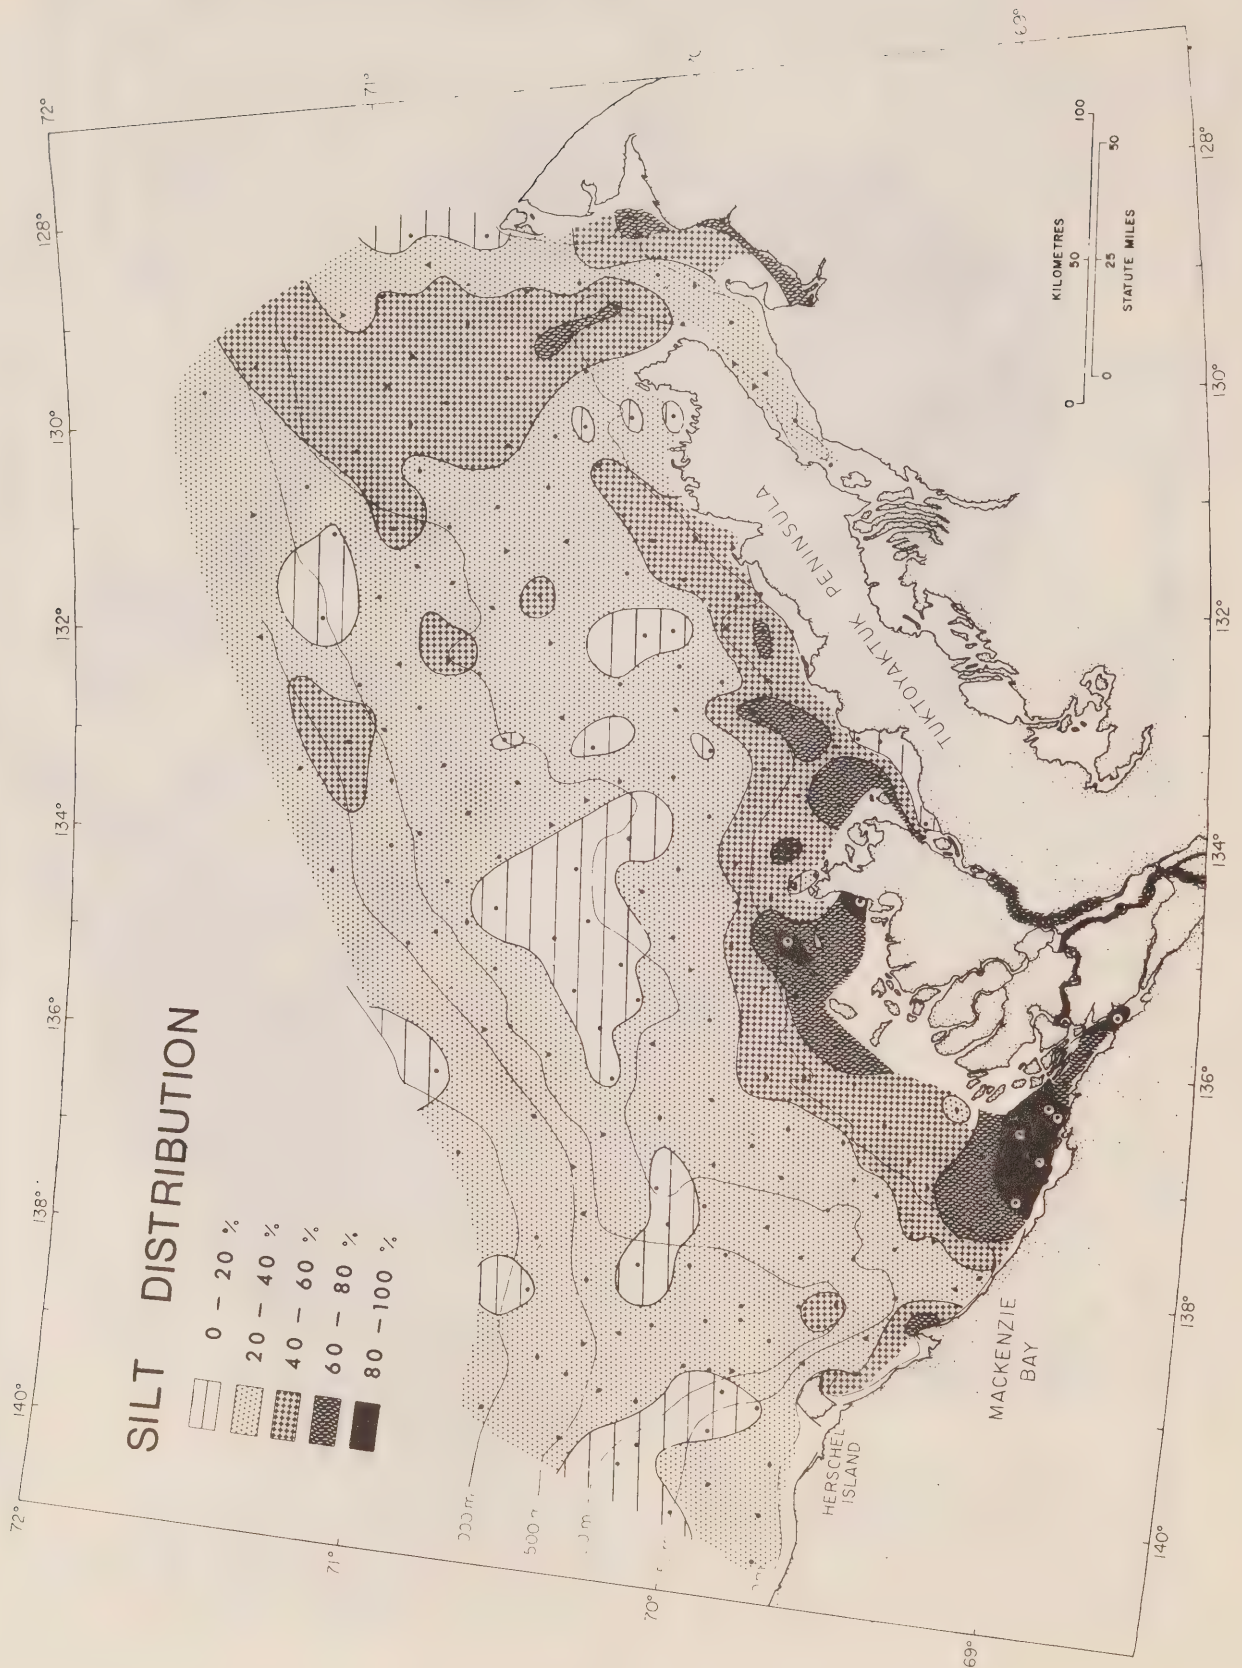 SILT DISTRIBUTION
0 – 20 %
20 – 40 %
40 – 60 %
60 – 80 %
80 – 100 %
72°
140°
138°
136°
134°
132°
130°
128°
72°
71°
71°
70°
69°
140°
138°
136°
134°
132°
130°
128°
500 m
HERSCHEL
ISLAND
MACKENZIE
BAY
TUKTOYAKTUK PENINSULA
KILOMETRES
0 50 100
0 25 50
STATUTE MILES